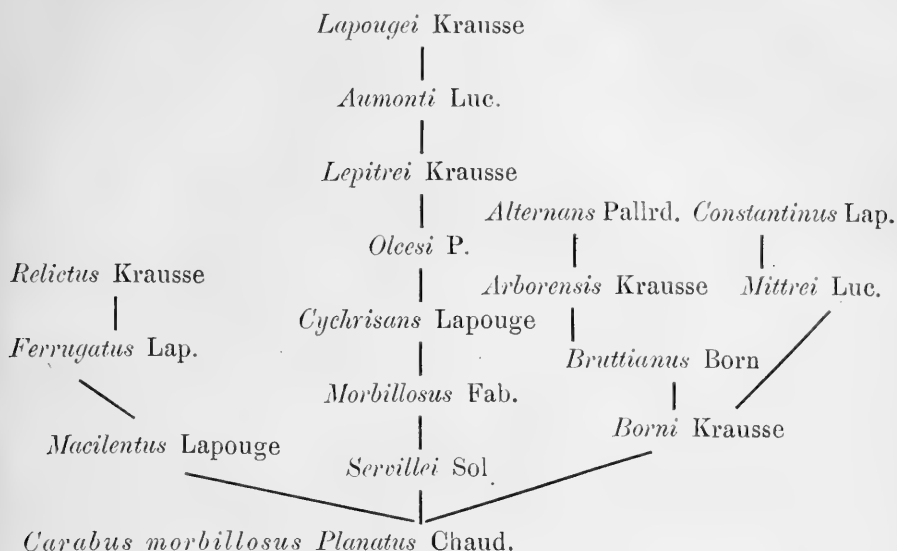 Lapougei Krausse
Aumonti Luc.
Lepitrei Krausse
Alternans Pallrd. Constantinus Lap.
Olcesi P.
Relictus Krausse
Arborensis Krausse
Mittrei Luc.
Cychrisans Lapouge
Ferrugatus Lap.
Bruttianus Born
Morbillosus Fab.
Borni Krausse
Macilentus Lapouge
Servillei Sol
Carabus morbillosus Planatus Chaud.